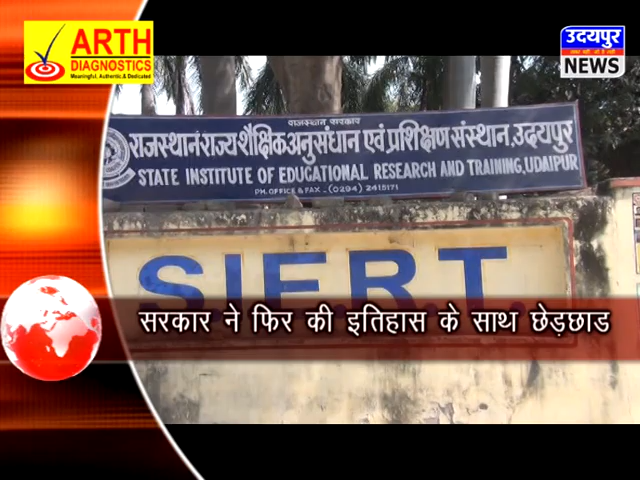 ARTH
DIAGNOSTICS
Meaningful, Authentic, & Dedicated
उदयपुर
NEWS
राजस्थान सरकार
राजस्थान राज्य शैक्षिक अनुसंधान एवं प्रशिक्षण संस्थान, उदयपुर
STATE INSTITUTE OF EDUCATIONAL RESEARCH AND TRAINING, UDAIPUR
PH. OFFICE & FAX - (0294) 2415171
S.I.E.R.T.
सरकार ने फिर की इतिहास के साथ छेड़छाड